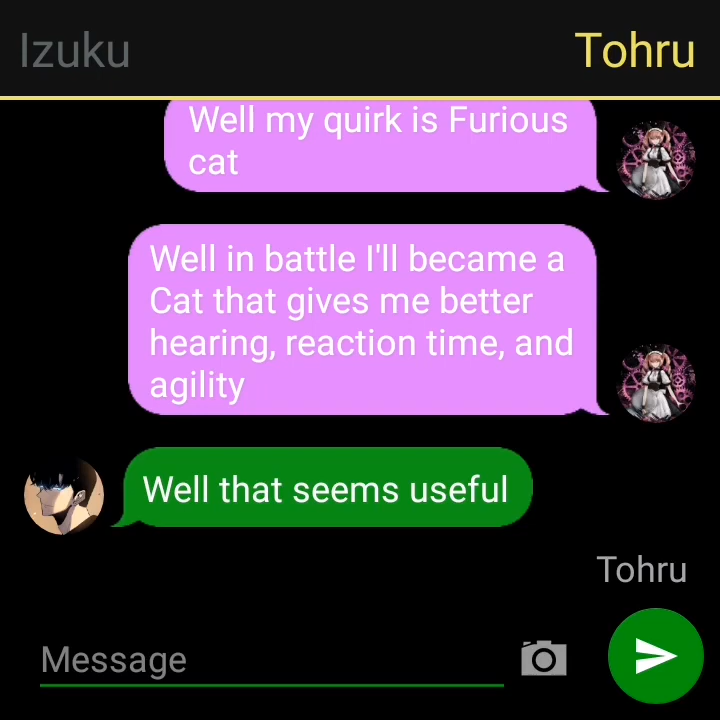 Izuku
Tohru
Well my quirk is Furious
cat
Well in battle I'll became a
Cat that gives me better
hearing, reaction time, and
agility
Well that seems useful
Tohru
Message